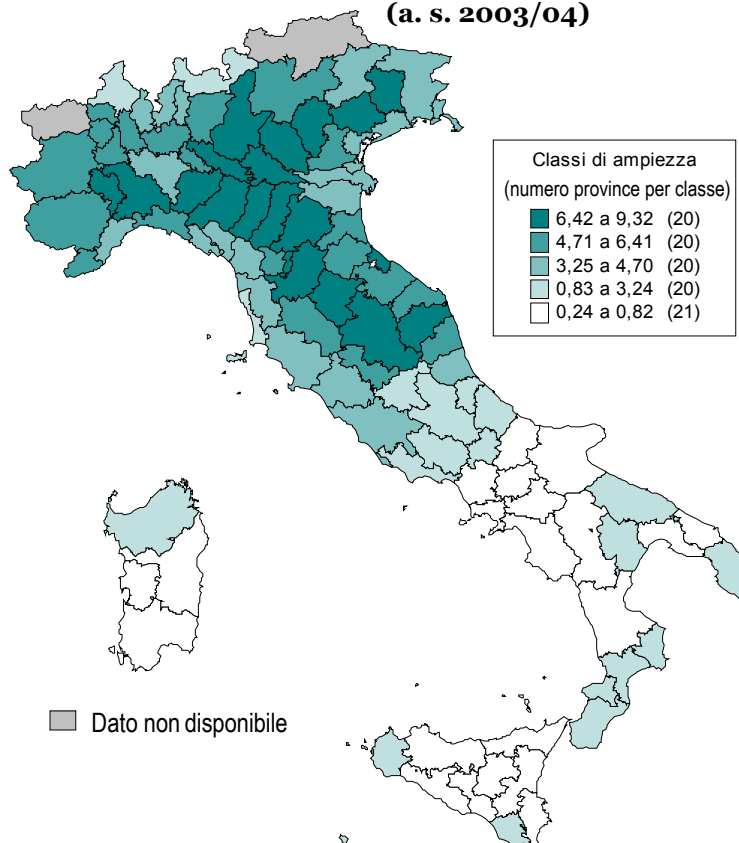 (a. s. 2003/04)
Classi di ampiezza
(numero province per classe)
6,42 a 9,32 (20)
4,71 a 6,41 (20)
3,25 a 4,70 (20)
0,83 a 3,24 (20)
0,24 a 0,82 (21)
Dato non disponibile